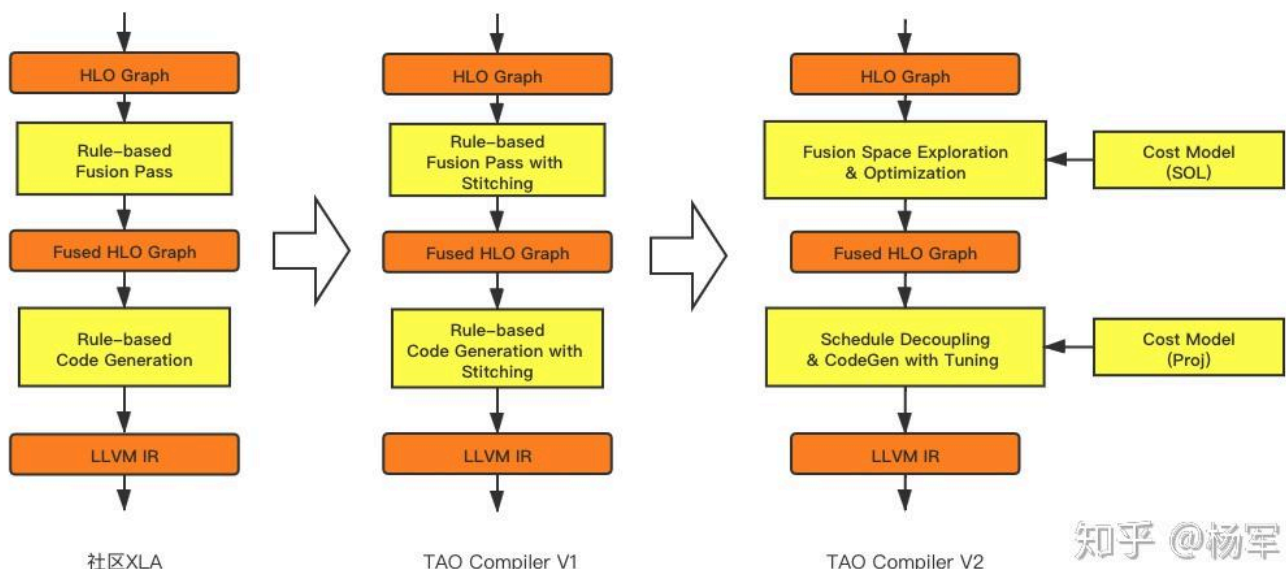 HLO Graph
Rule-based
Fusion Pass
Fused HLO Graph
Rule-based
Code Generation
LLVM IR
社区XLA
HLO Graph
Rule-based
Fusion Pass with
Stitching
Fused HLO Graph
Rule-based
Code Generation with
Stitching
LLVM IR
TAO Compiler V1
HLO Graph
Fusion Space Exploration
& Optimization
Cost Model
(SOL)
Fused HLO Graph
Schedule Decoupling
& CodeGen with Tuning
Cost Model
(Proj)
LLVM IR
TAO Compiler V2
知乎 @杨军